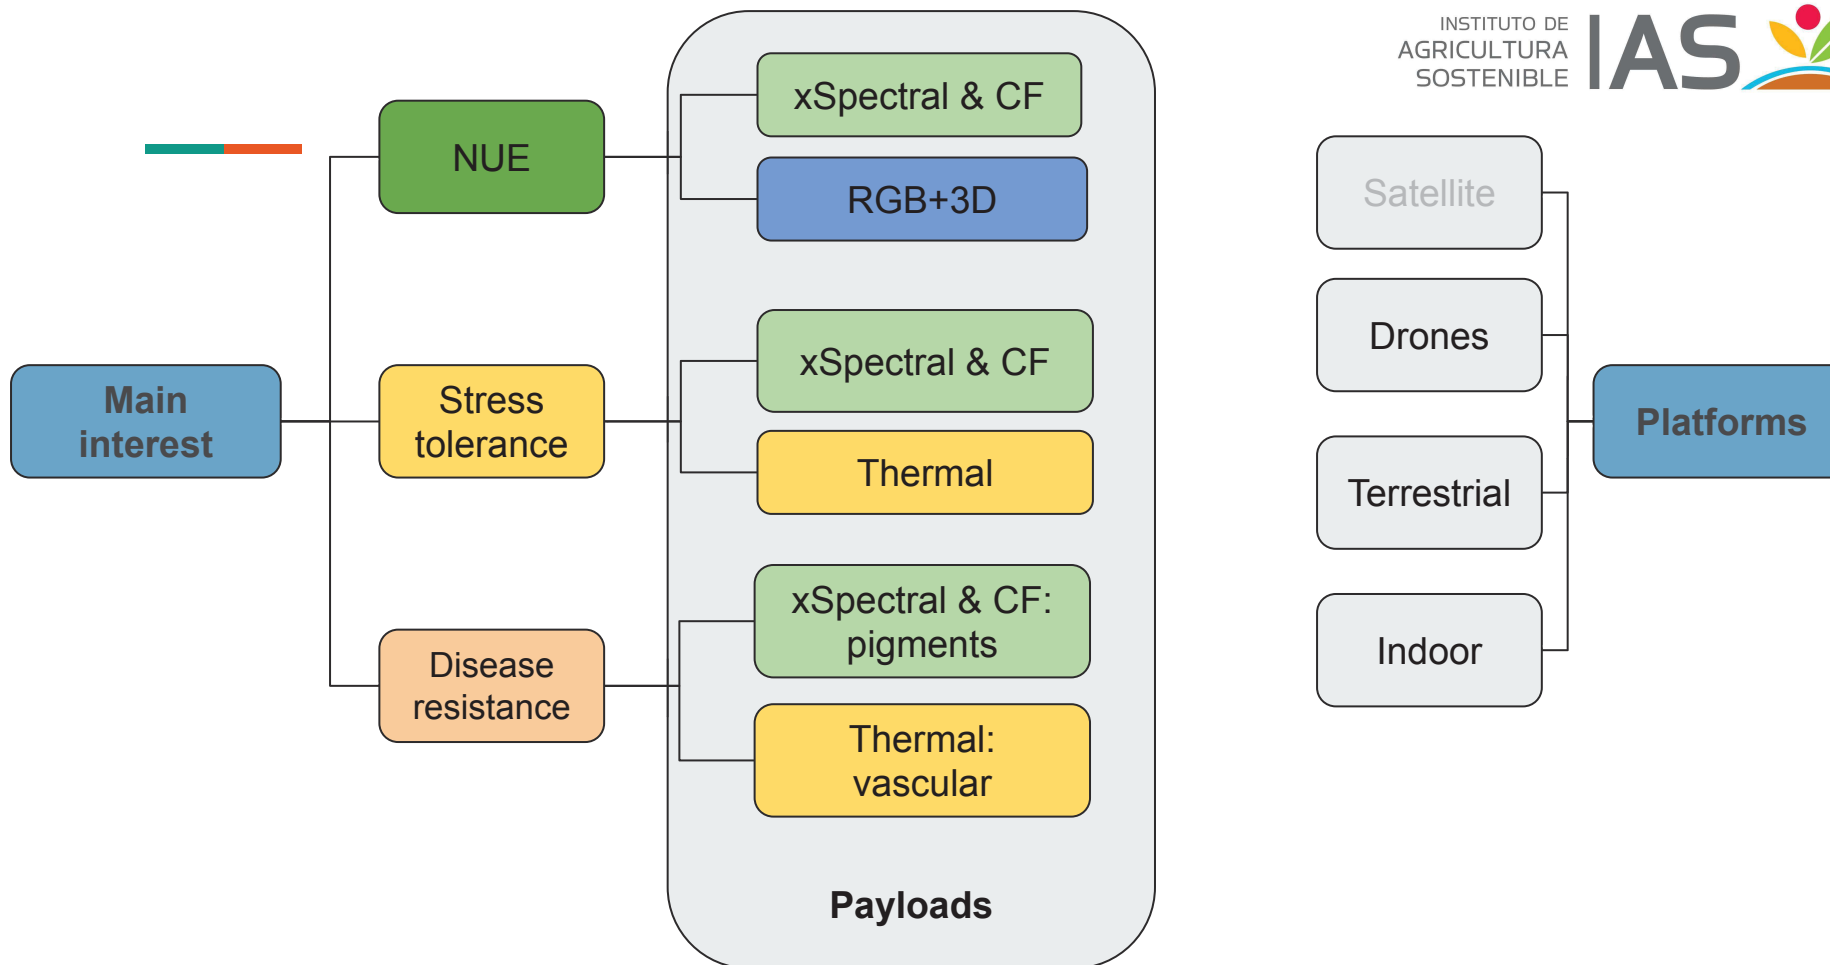 INSTITUTO DE
AGRICULTURA
SOSTENIBLE
IAS
NUE
xSpectral & CF
RGB+3D
Main
interest
Stress
tolerance
xSpectral & CF
Thermal
Disease
resistance
xSpectral & CF:
pigments
Thermal:
vascular
Payloads
Satellite
Drones
Terrestrial
Indoor
Platforms